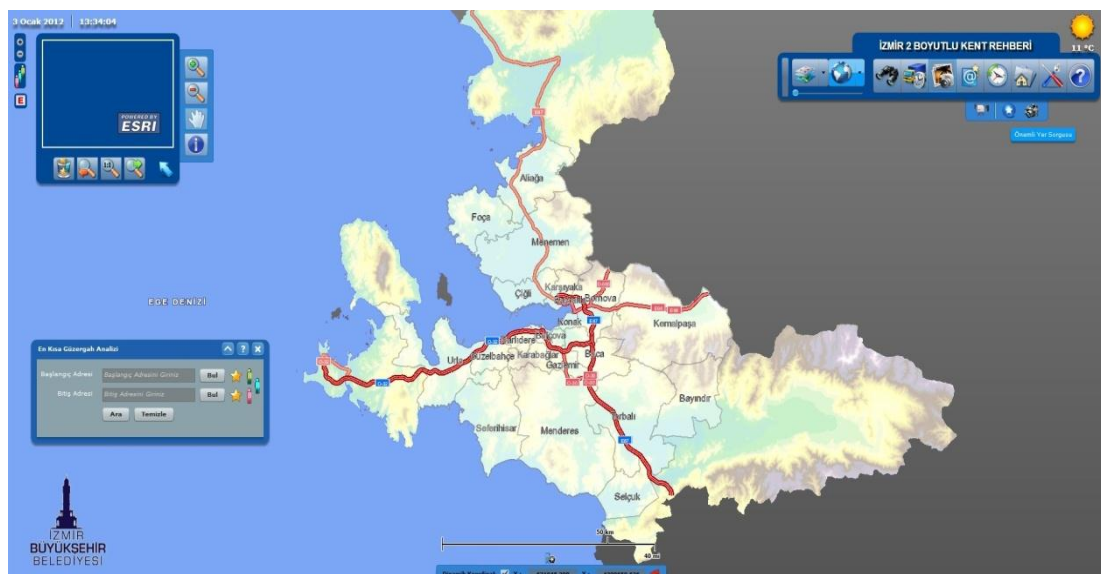 3 Ocak 2012 | 13:34:04
POWERED BY
ESRI
İZMİR 2 BOYUTLU KENT REHBERİ
11 °C
Önemli Yer Sorgusu
Aliağa
Foça
Menemen
Çiğli
Karşıyaka
Bornova
EGE DENİZİ
Konak
Kemalpaşa
Balçova
Narlıdere
Urla
Güzelbahçe
Karabağlar
Buca
Gaziemir
Bayındır
Torbalı
Seferihisar
Menderes
Selçuk
En Kısa Güzergah Analizi
Başlangıç Adresi
Başlangıç Adresini Giriniz
Bul
Bitiş Adresi
Bitiş Adresini Giriniz
Bul
Ara
Temizle
İZMİR
BÜYÜKŞEHİR
BELEDİYESİ
50 km
40 mi